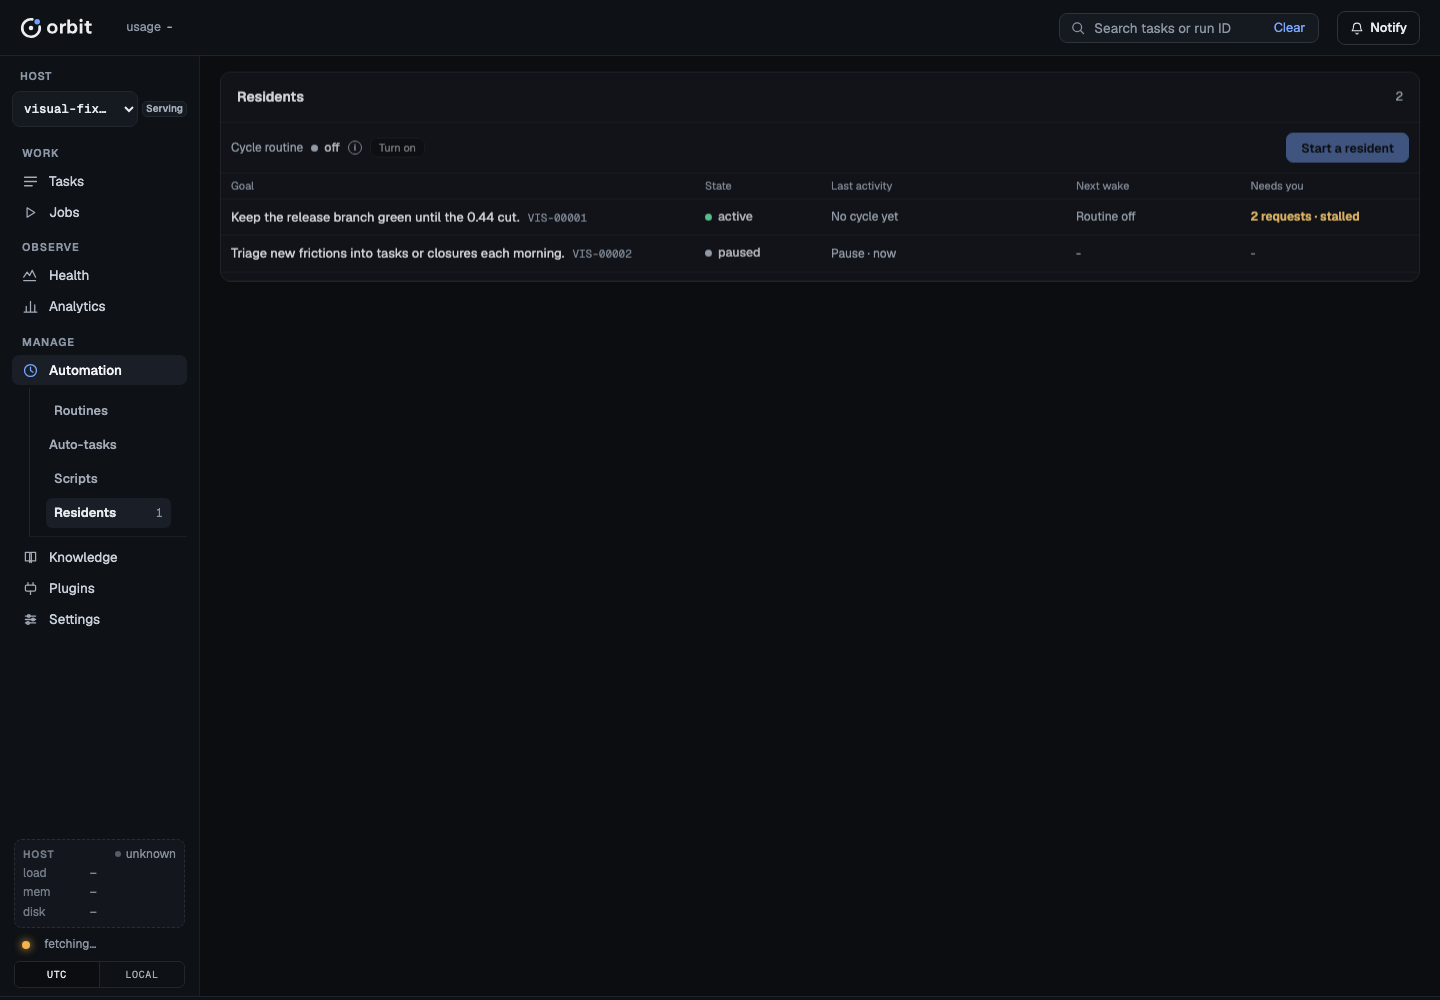 orbit
usage -
Search tasks or run ID
Clear
Notify
HOST
visual-fix…
Serving
WORK
Tasks
Jobs
OBSERVE
Health
Analytics
MANAGE
Automation
Routines
Auto-tasks
Scripts
Residents 1
Knowledge
Plugins
Settings
HOST unknown
load –
mem –
disk –
fetching…
UTC LOCAL
Residents 2
Cycle routine off i Turn on
Start a resident
Goal State Last activity Next wake Needs you
Keep the release branch green until the 0.44 cut. VIS-00001 active No cycle yet Routine off 2 requests · stalled
Triage new frictions into tasks or closures each morning. VIS-00002 paused Pause · now - -